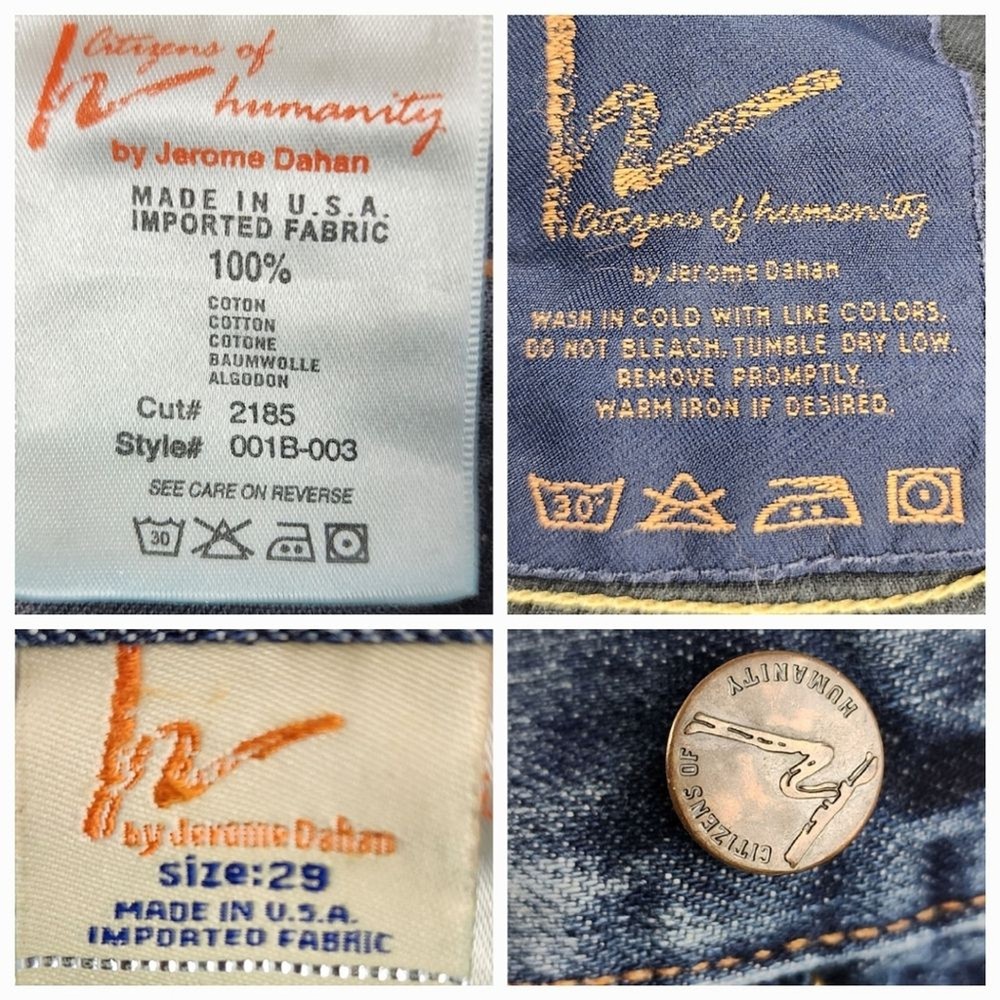 Citizens of
h humanity
by Jerome Dahan
MADE IN U.S.A.
IMPORTED FABRIC
100%
COTON
COTTON
COTONE
BAUMWOLLE
ALGODON
Cut# 2185
Style# 001B-003
SEE CARE ON REVERSE
30
h
Citizens of humanity
by Jerome Dahan
WASH IN COLD WITH LIKE COLORS.
DO NOT BLEACH. TUMBLE DRY LOW.
REMOVE PROMPTLY.
WARM IRON IF DESIRED.
30°
h
by Jerome Dahan
size:29
MADE IN U.S.A.
IMPORTED FABRIC
CITIZENS OF
HUMANITY
h